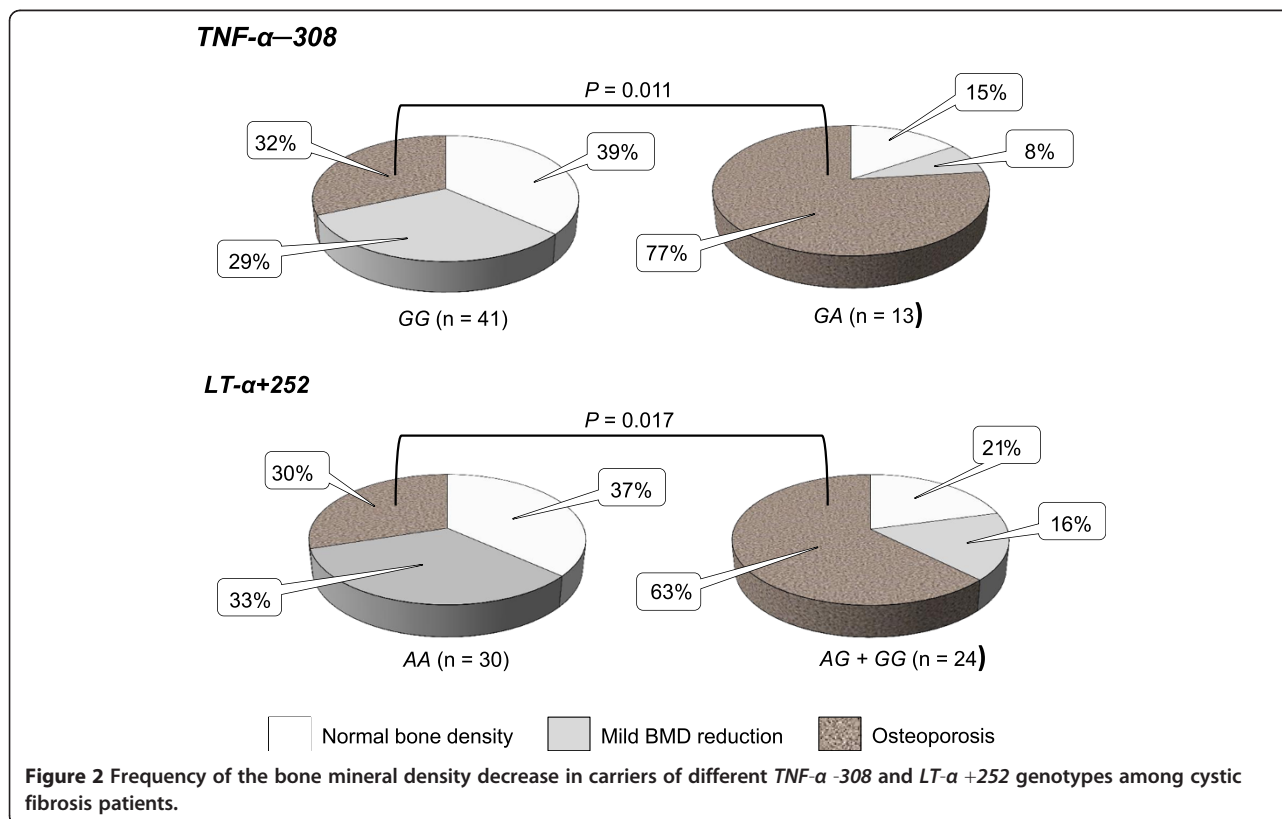 TNF-α—308
P = 0.011
32%
39%
29%
GG (n = 41)
15%
8%
77%
GA (n = 13)
LT-α+252
P = 0.017
30%
37%
33%
AA (n = 30)
21%
16%
63%
AG + GG (n = 24)
Normal bone density
Mild BMD reduction
Osteoporosis
Figure 2 Frequency of the bone mineral density decrease in carriers of different TNF-α -308 and LT-α +252 genotypes among cystic
fibrosis patients.